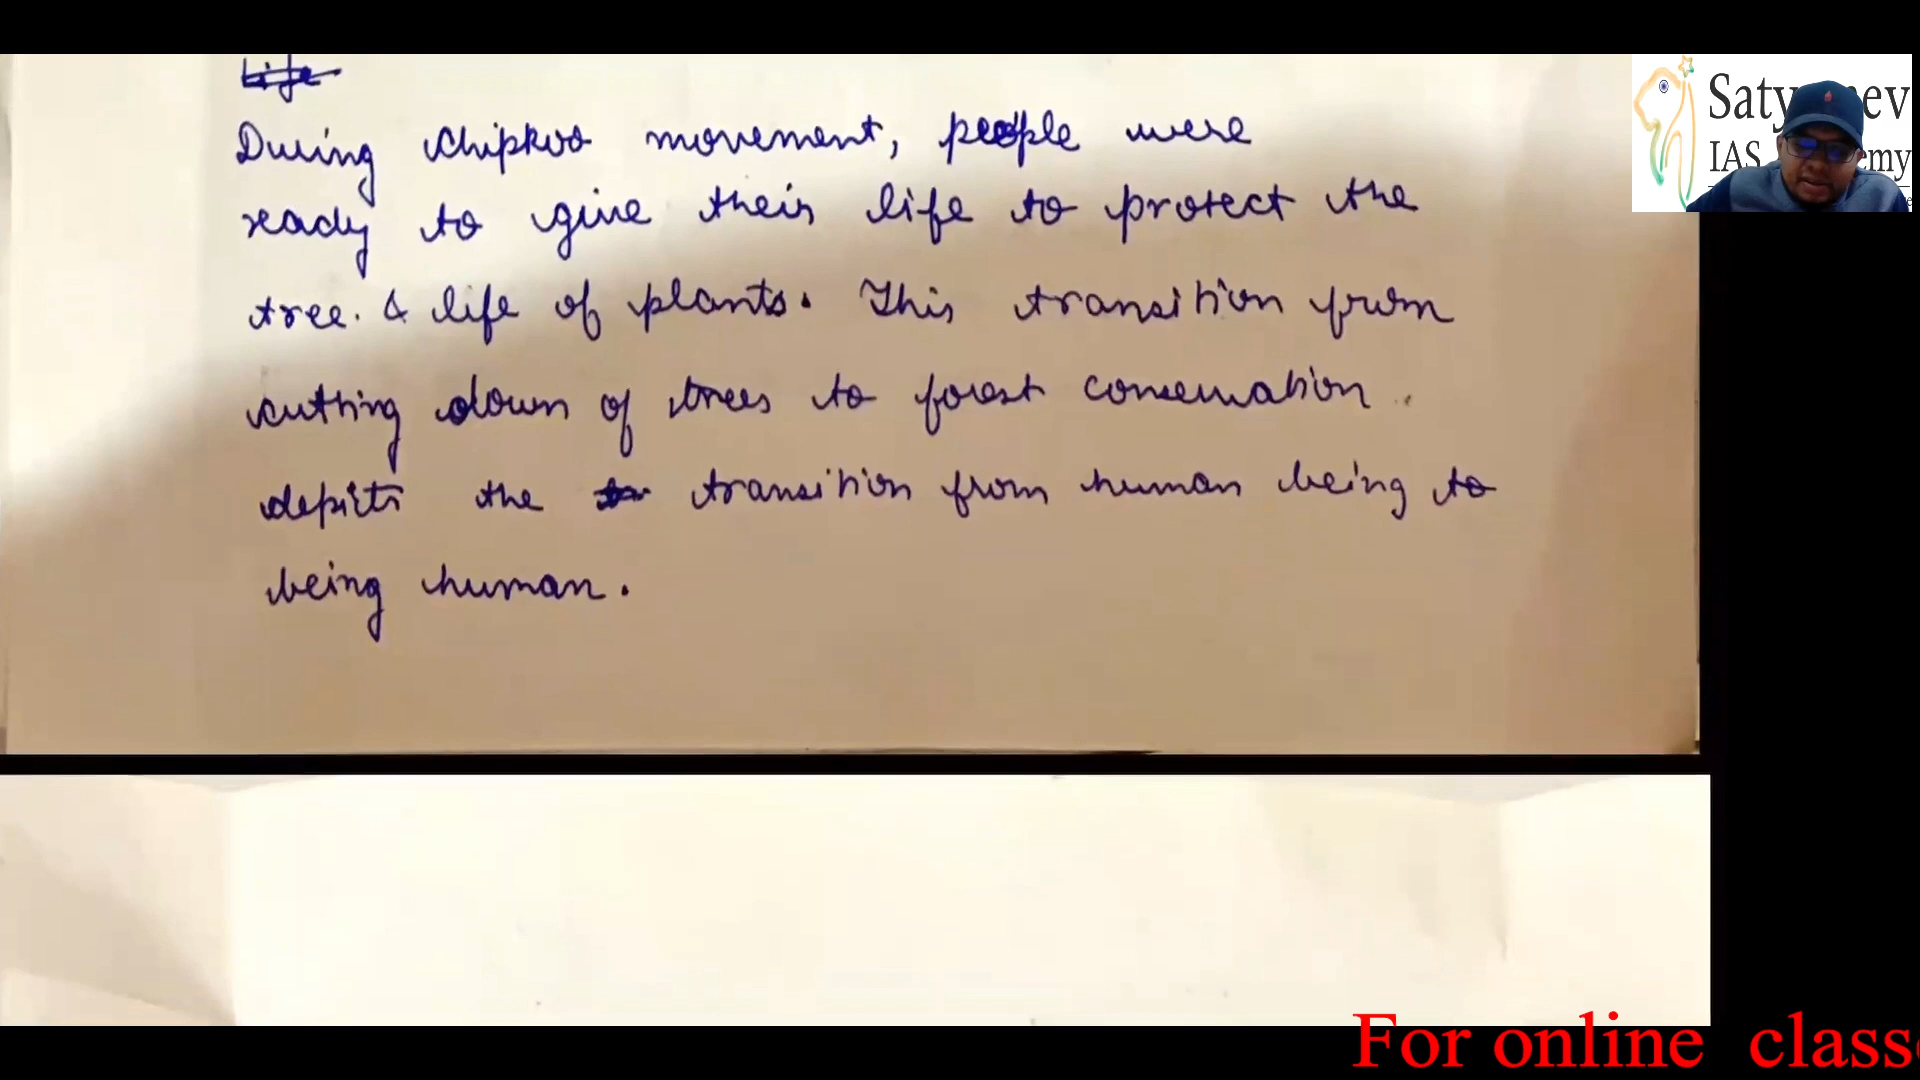 Life
During chipko movement, people were
ready to give their life to protect the
tree. & life of plants. This transition from
cutting down of trees to forest conservation
depicts the transition from human being to
being human.
Saty ev
IAS emy
For online class